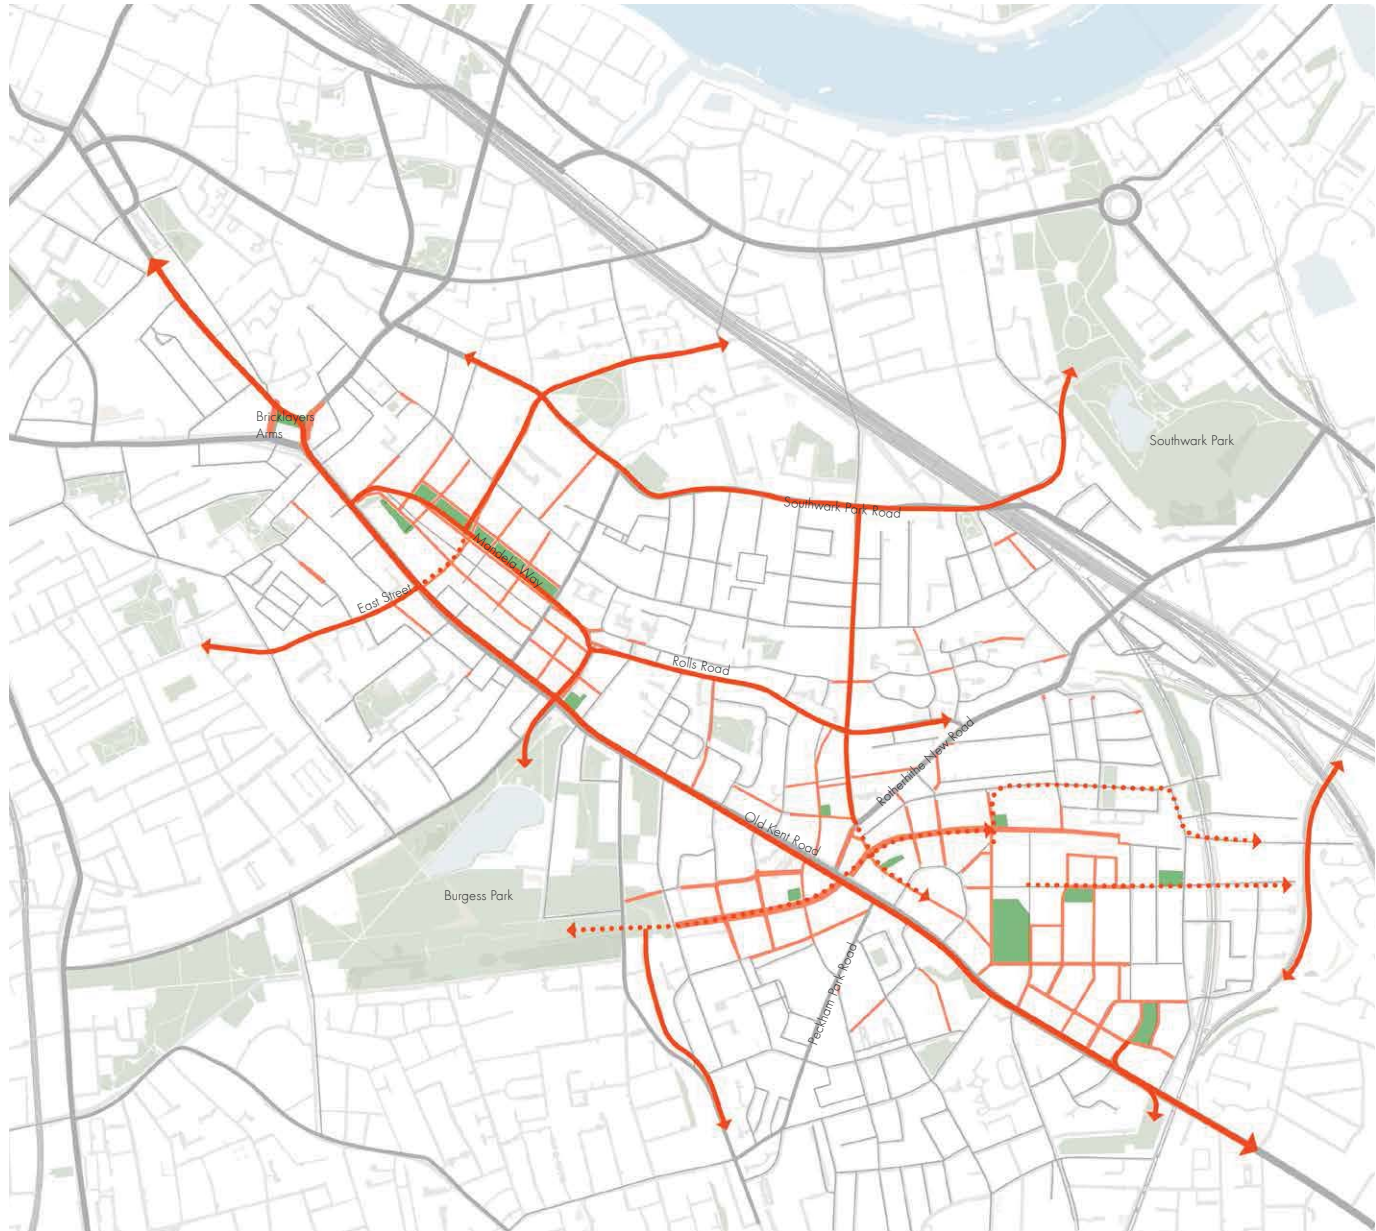 Bricklayers
Arms
Southwark Park
Southwark Park Road
Mandela Way
East Street
Rolls Road
Rotherhithe New Road
Old Kent Road
Burgess Park
Peckham Park Road